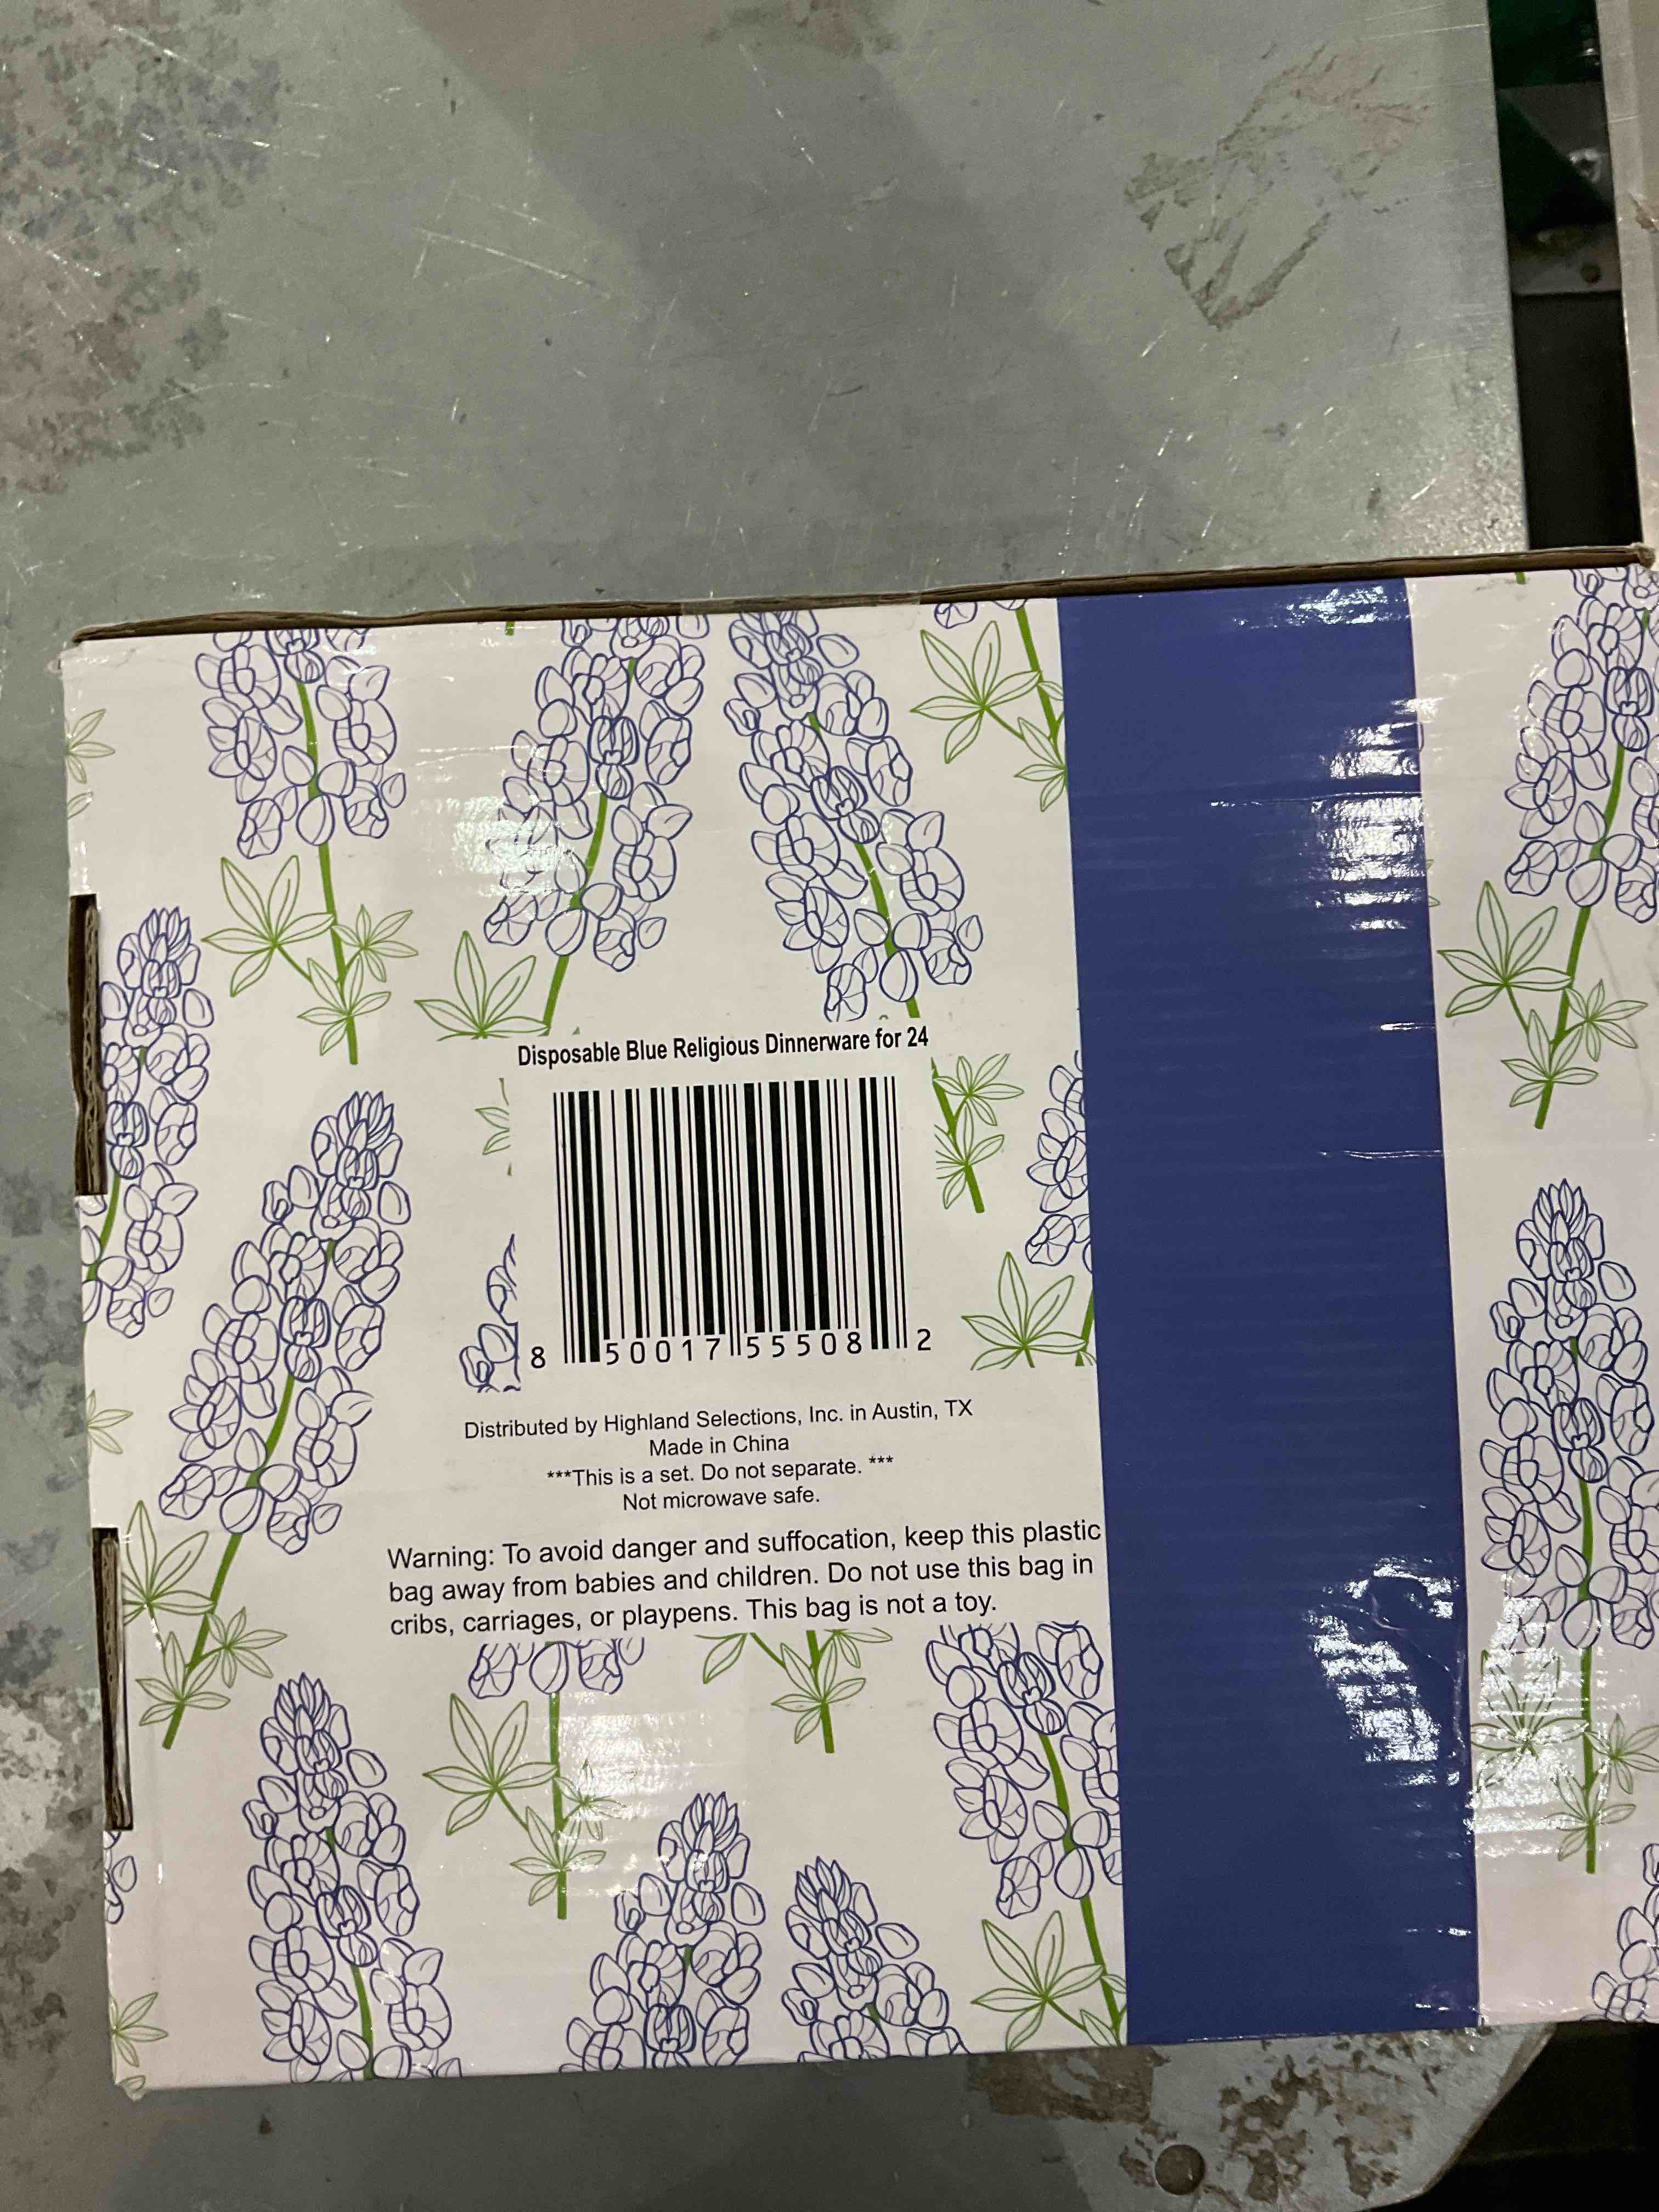 Disposable Blue Religious Dinnerware for 24
8 50017 55508 2
Distributed by Highland Selections, Inc. in Austin, TX
Made in China
***This is a set. Do not separate. ***
Not microwave safe.
Warning: To avoid danger and suffocation, keep this plastic
bag away from babies and children. Do not use this bag in
cribs, carriages, or playpens. This bag is not a toy.